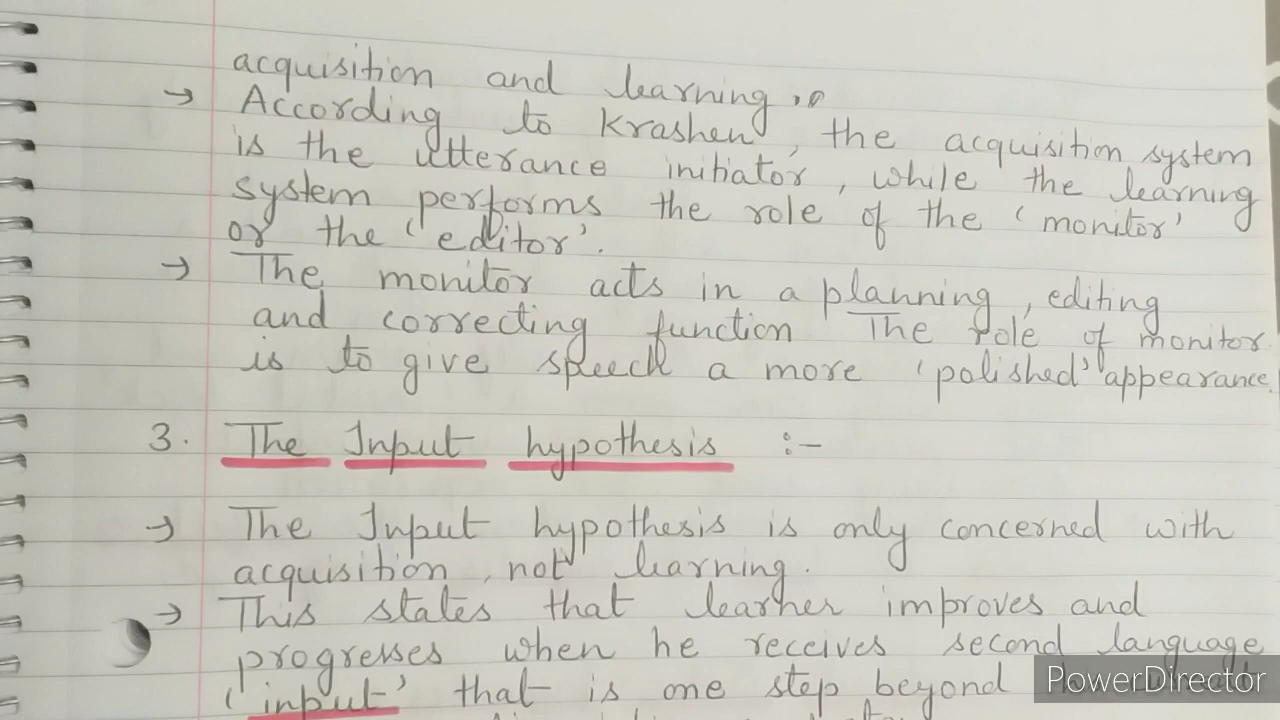 acquisition and learning.
→ According to Krashen, the acquisition system
is the utterance initiator, while the learning
system performs the role of the 'monitor'
or the 'editor'.
→ The monitor acts in a planning, editing
and correcting function The role of monitor
is to give speech a more 'polished' appearance.
3. The Input hypothesis :-
→ The Input hypothesis is only concerned with
acquisition, not learning.
→ This states that learner improves and
progresses when he receives second language
'input' that is one step beyond
PowerDirector